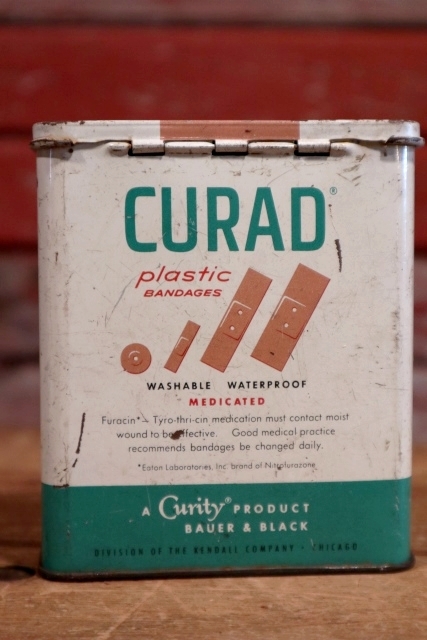 CURAD®
plastic
BANDAGES
WASHABLE WATERPROOF
MEDICATED
Furacin*– Tyro-thri-cin medication must contact moist
wound to be effective. Good medical practice
recommends bandages be changed daily.
*Eaton Laboratories, Inc. brand of Nitrofurazone
A Curity® PRODUCT
BAUER & BLACK
DIVISION OF THE KENDALL COMPANY · CHICAGO